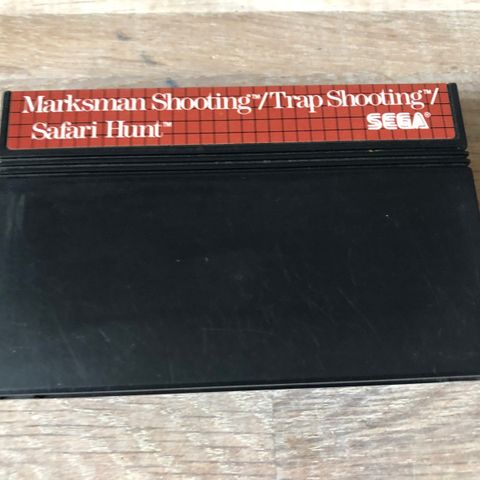 Marksman Shooting™/Trap Shooting™/
Safari Hunt™
SEGA®